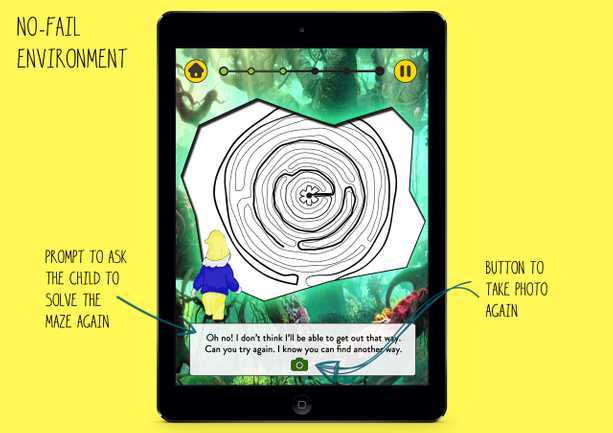 NO-FAIL
ENVIRONMENT
PROMPT TO ASK
THE CHILD TO
SOLVE THE
MAZE AGAIN
BUTTON TO
TAKE PHOTO
AGAIN
Oh no! I don't think I'll be able to get out that way.
Can you try again. I know you can find another way.